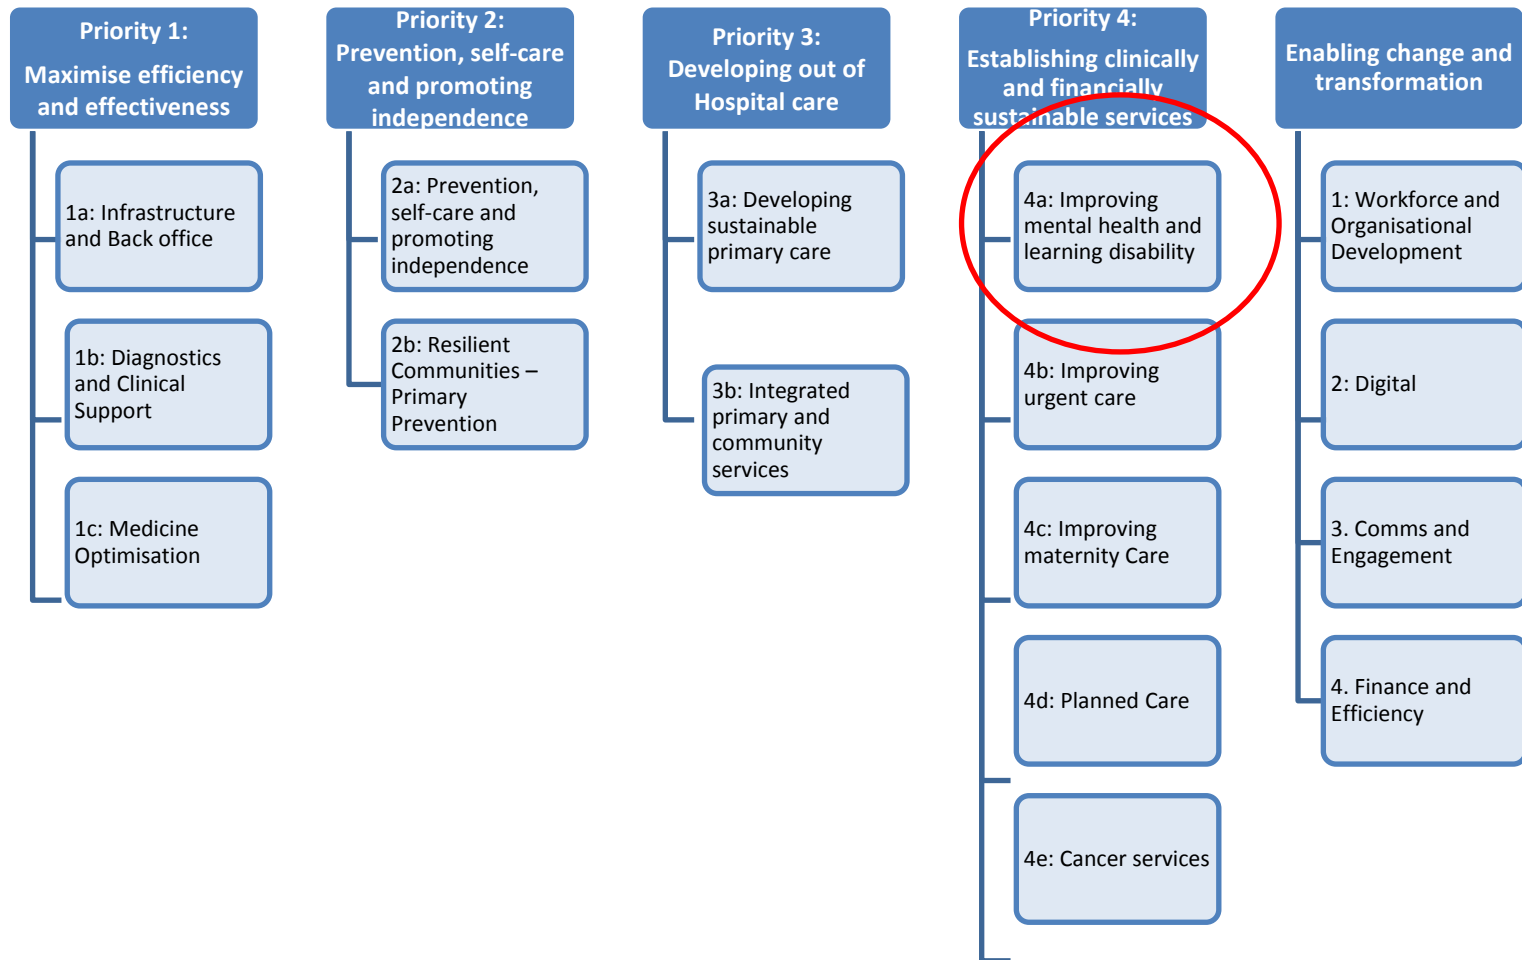 Priority 1:
Maximise efficiency
and effectiveness
1a: Infrastructure
and Back office
1b: Diagnostics
and Clinical
Support
1c: Medicine
Optimisation
Priority 2:
Prevention, self-care
and promoting
independence
2a: Prevention,
self-care and
promoting
independence
2b: Resilient
Communities –
Primary
Prevention
Priority 3:
Developing out of
Hospital care
3a: Developing
sustainable
primary care
3b: Integrated
primary and
community
services
Priority 4:
Establishing clinically
and financially
sustainable services
4a: Improving
mental health and
learning disability
4b: Improving
urgent care
4c: Improving
maternity Care
4d: Planned Care
4e: Cancer services
Enabling change and
transformation
1: Workforce and
Organisational
Development
2: Digital
3. Comms and
Engagement
4. Finance and
Efficiency